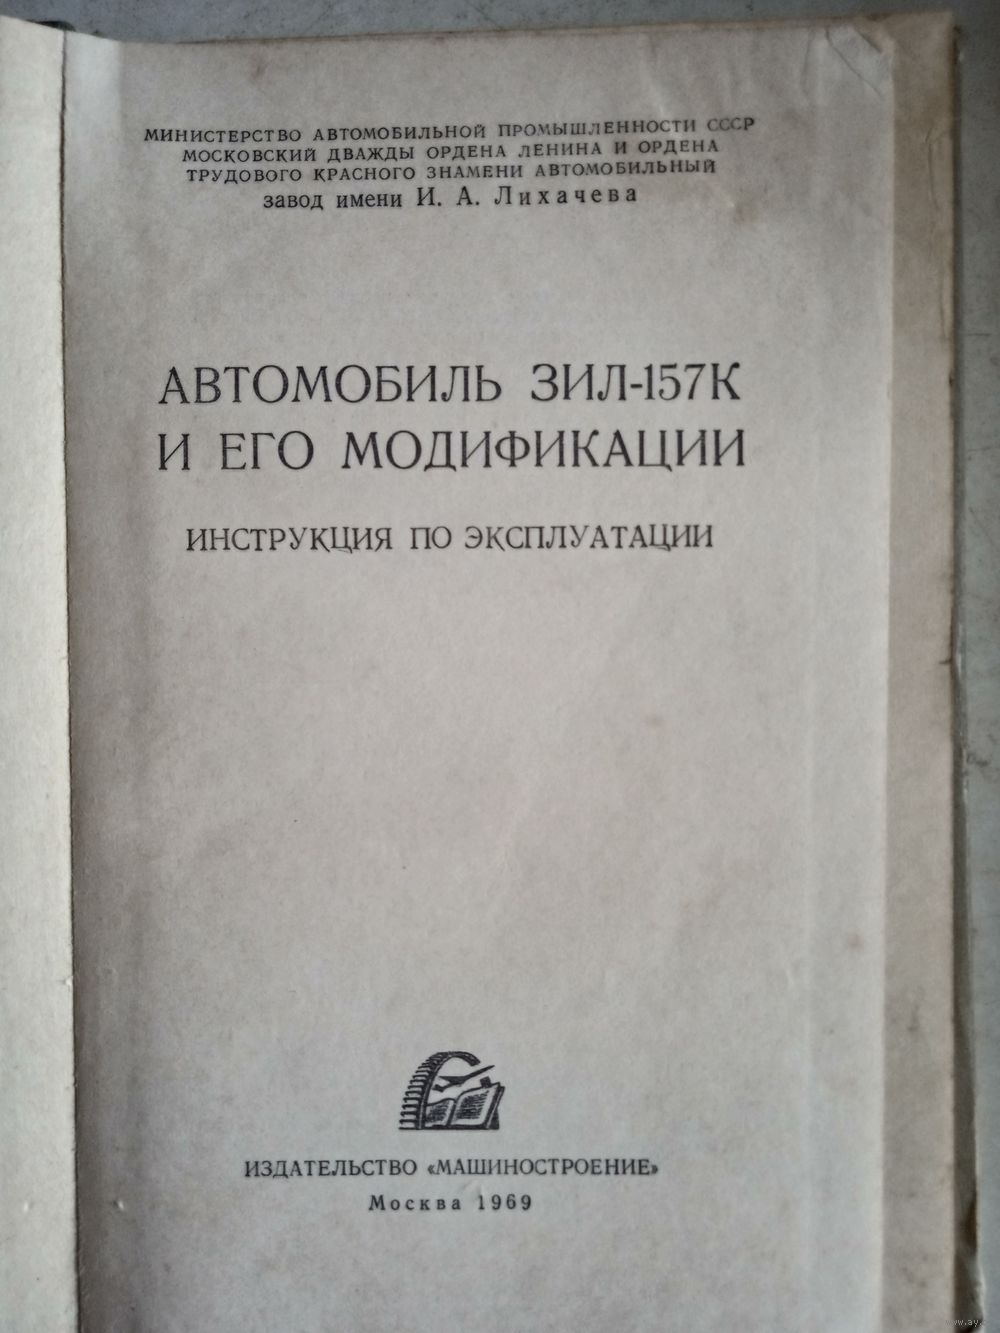 МИНИСТЕРСТВО АВТОМОБИЛЬНОЙ ПРОМЫШЛЕННОСТИ СССР
МОСКОВСКИЙ ДВАЖДЫ ОРДЕНА ЛЕНИНА И ОРДЕНА
ТРУДОВОГО КРАСНОГО ЗНАМЕНИ АВТОМОБИЛЬНЫЙ
завод имени И. А. Лихачева
АВТОМОБИЛЬ ЗИЛ-157К
И ЕГО МОДИФИКАЦИИ
ИНСТРУКЦИЯ ПО ЭКСПЛУАТАЦИИ
ИЗДАТЕЛЬСТВО «МАШИНОСТРОЕНИЕ»
Москва 1969